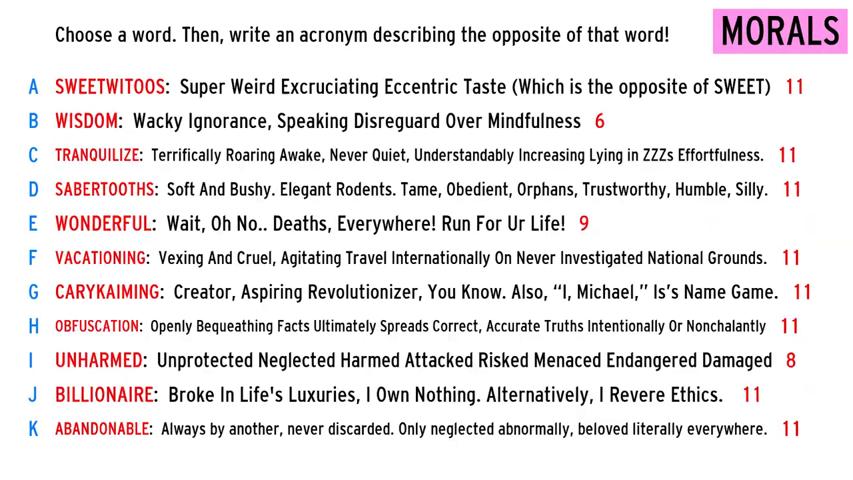 Choose a word. Then, write an acronym describing the opposite of that word! MORALS
A SWEETWITOOS: Super Weird Excruciating Eccentric Taste (Which is the opposite of SWEET) 11
B WISDOM: Wacky Ignorance, Speaking Disreguard Over Mindfulness 6
C TRANQUILIZE: Terrifically Roaring Awake, Never Quiet, Understandably Increasing Lying in ZZZs Effortfulness. 11
D SABERTOOTHS: Soft And Bushy. Elegant Rodents. Tame, Obedient, Orphans, Trustworthy, Humble, Silly. 11
E WONDERFUL: Wait, Oh No.. Deaths, Everywhere! Run For Ur Life! 9
F VACATIONING: Vexing And Cruel, Agitating Travel Internationally On Never Investigated National Grounds. 11
G CARYKAIMING: Creator, Aspiring Revolutionizer, You Know. Also, “I, Michael,” Is’s Name Game. 11
H OBFUSCATION: Openly Bequeathing Facts Ultimately Spreads Correct, Accurate Truths Intentionally Or Nonchalantly 11
I UNHARMED: Unprotected Neglected Harmed Attacked Risked Menaced Endangered Damaged 8
J BILLIONAIRE: Broke In Life's Luxuries, I Own Nothing. Alternatively, I Revere Ethics. 11
K ABANDONABLE: Always by another, never discarded. Only neglected abnormally, beloved literally everywhere. 11